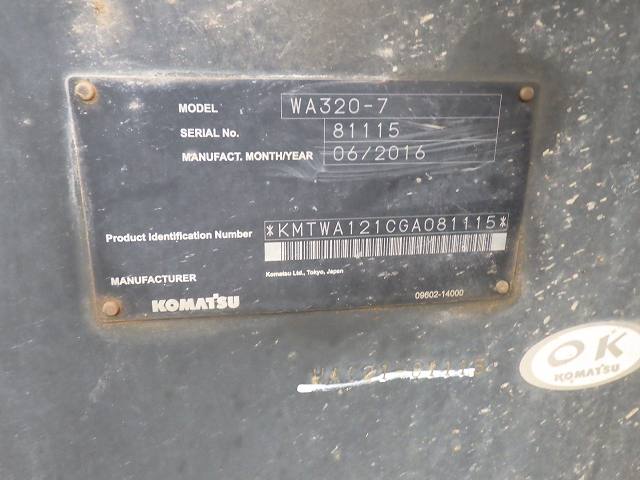 MODEL WA320-7
SERIAL No. 81115
MANUFACT. MONTH/YEAR 06/2016
Product Identification Number *KMTWA121CGA081115*
MANUFACTURER Komatsu Ltd., Tokyo, Japan
KOMATSU 09602-14000
OK
KOMATSU